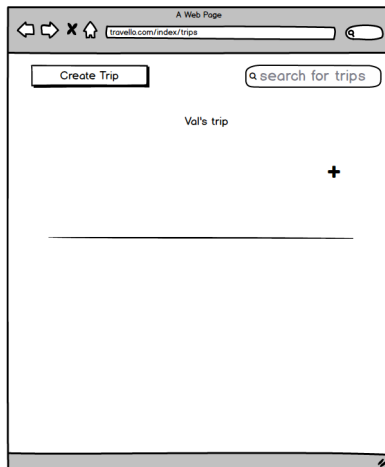 A Web Page
travello.com/index/trips
Create Trip
search for trips
Val's trip